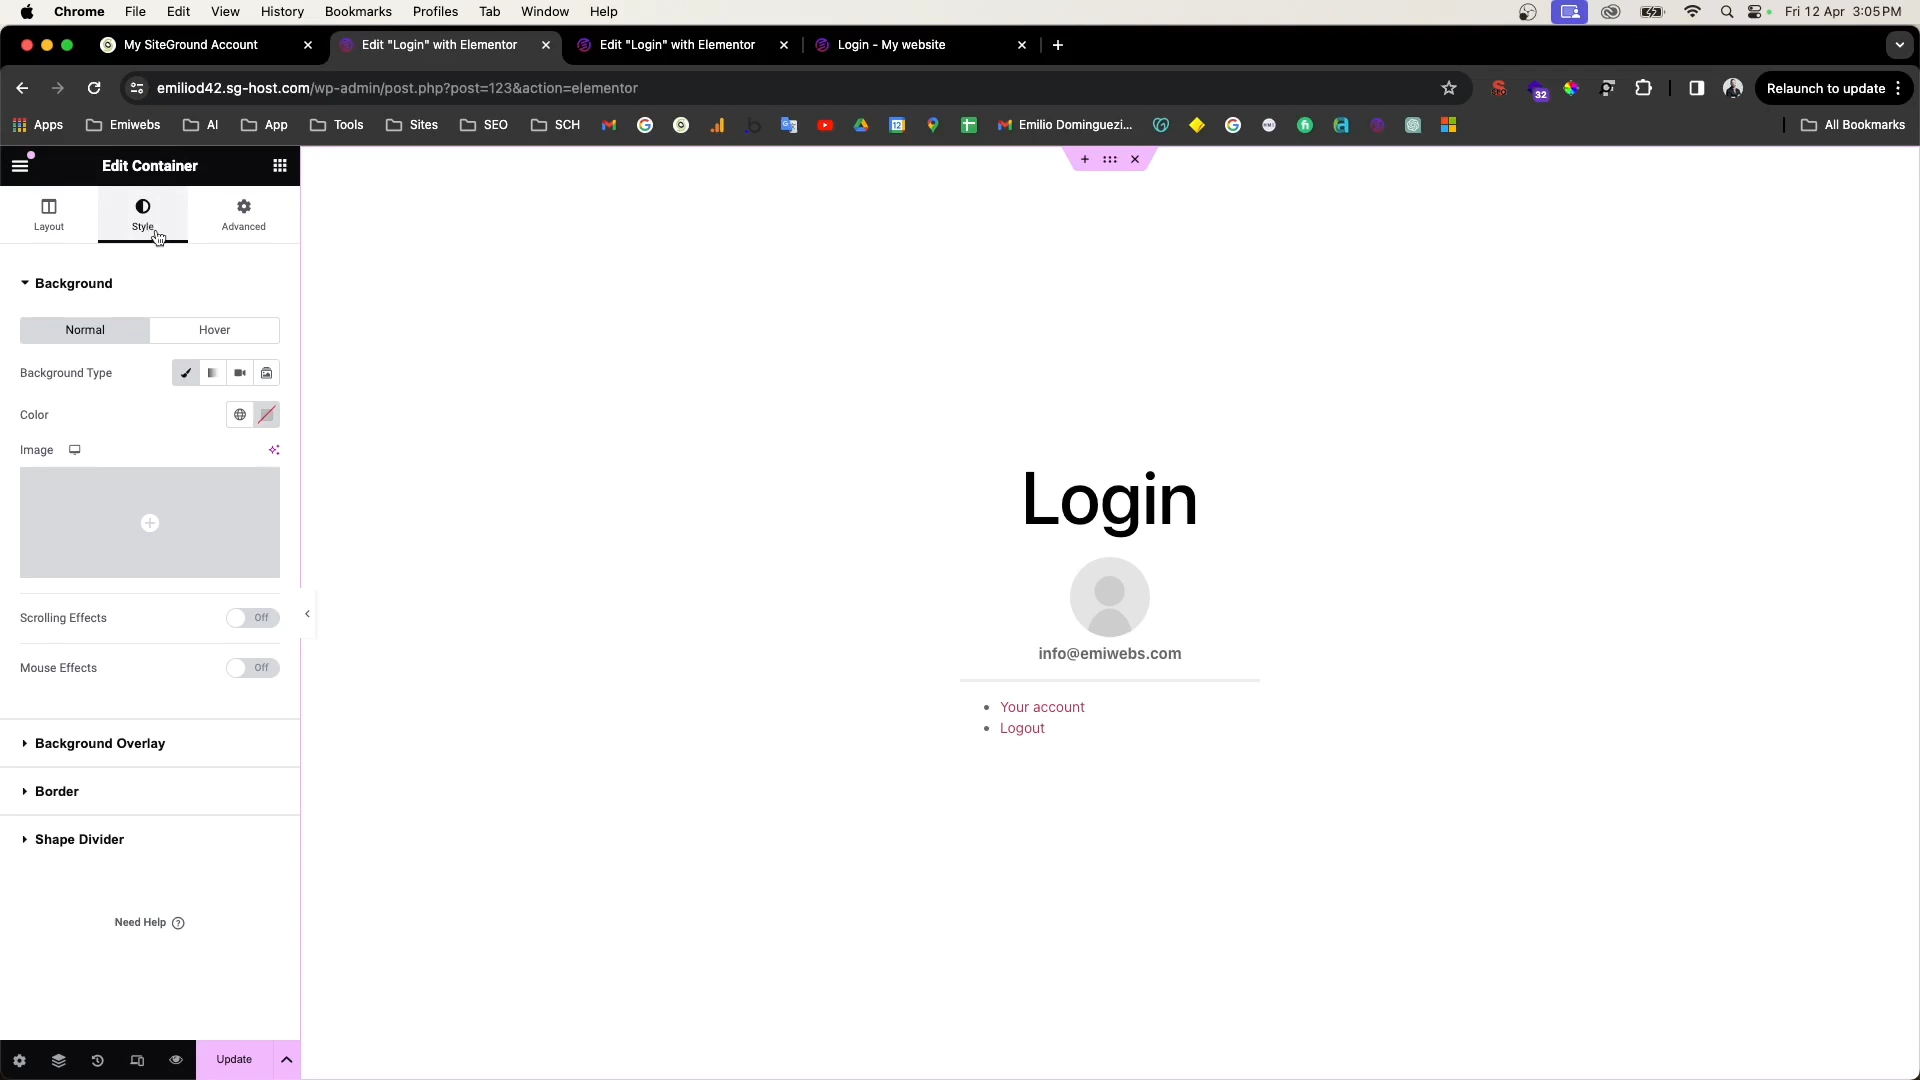 Chrome File Edit View History Bookmarks Profiles Tab Window Help Fri 12 Apr 3:05 PM
My SiteGround Account Edit "Login" with Elementor Edit "Login" with Elementor Login - My website
emiliod42.sg-host.com/wp-admin/post.php?post=123&action=elementor 32 Relaunch to update
Apps Emiwebs AI App Tools Sites SEO SCH 12 Emilio Dominguezi... All Bookmarks
Edit Container
Layout Style Advanced
Background
Normal Hover
Background Type
Color
Image
Scrolling Effects Off
Mouse Effects Off
Background Overlay
Border
Shape Divider
Need Help ?
Update
Login
info@emiwebs.com
• Your account
• Logout